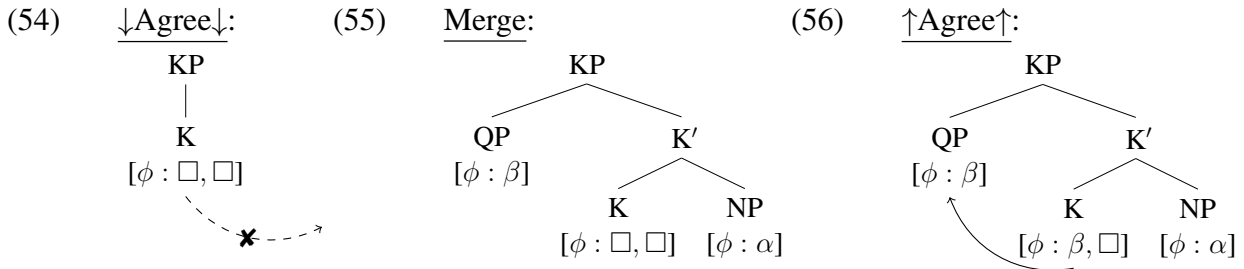 (54) ↓Agree↓: (55) Merge: (56) ↑Agree↑:
KP KP KP
K QP K′ QP K′
[ϕ : □, □] [ϕ : β] [ϕ : β]
K NP K NP
✘ [ϕ : □, □] [ϕ : α] [ϕ : β, □] [ϕ : α]